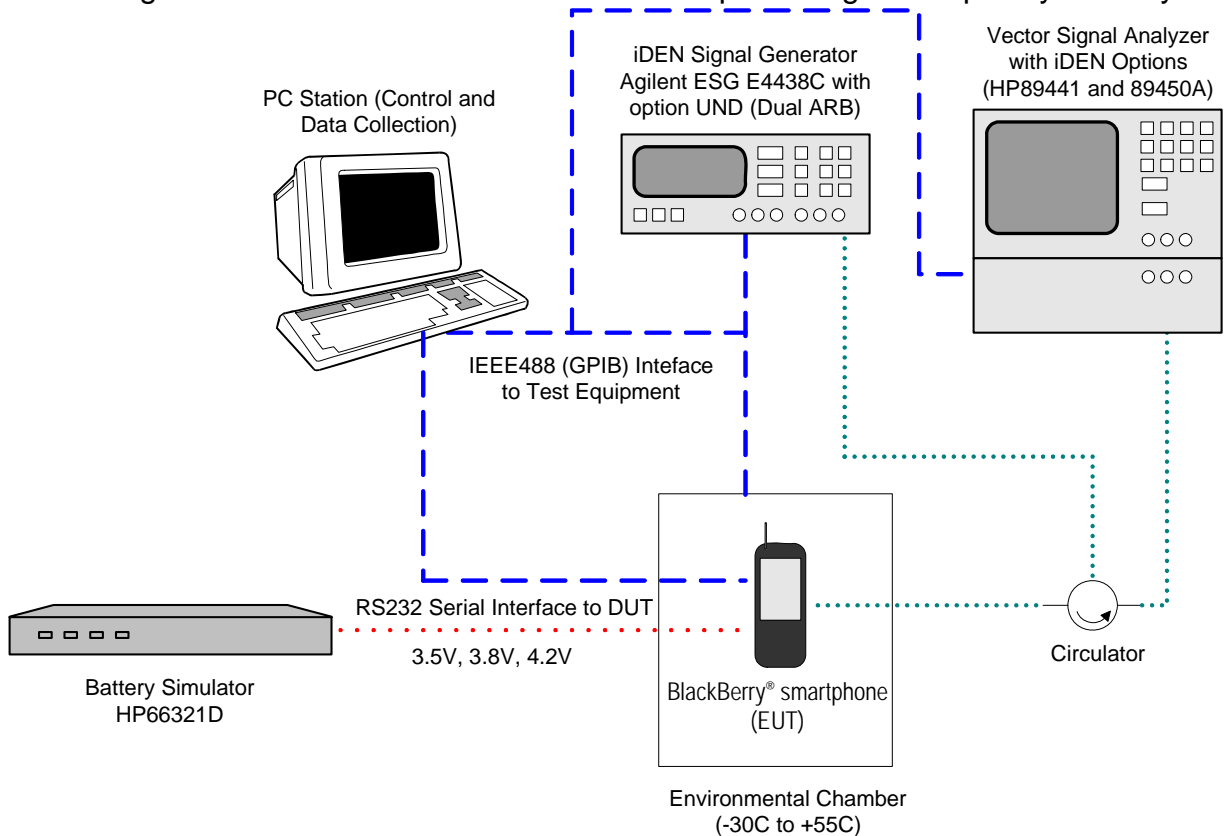 iDEN Signal Generator
Agilent ESG E4438C with
option UND (Dual ARB)
Vector Signal Analyzer
with iDEN Options
(HP89441 and 89450A)
PC Station (Control and
Data Collection)
IEEE488 (GPIB) Inteface
to Test Equipment
RS232 Serial Interface to DUT
3.5V, 3.8V, 4.2V
Battery Simulator
HP66321D
BlackBerry® smartphone
(EUT)
Circulator
Environmental Chamber
(-30C to +55C)